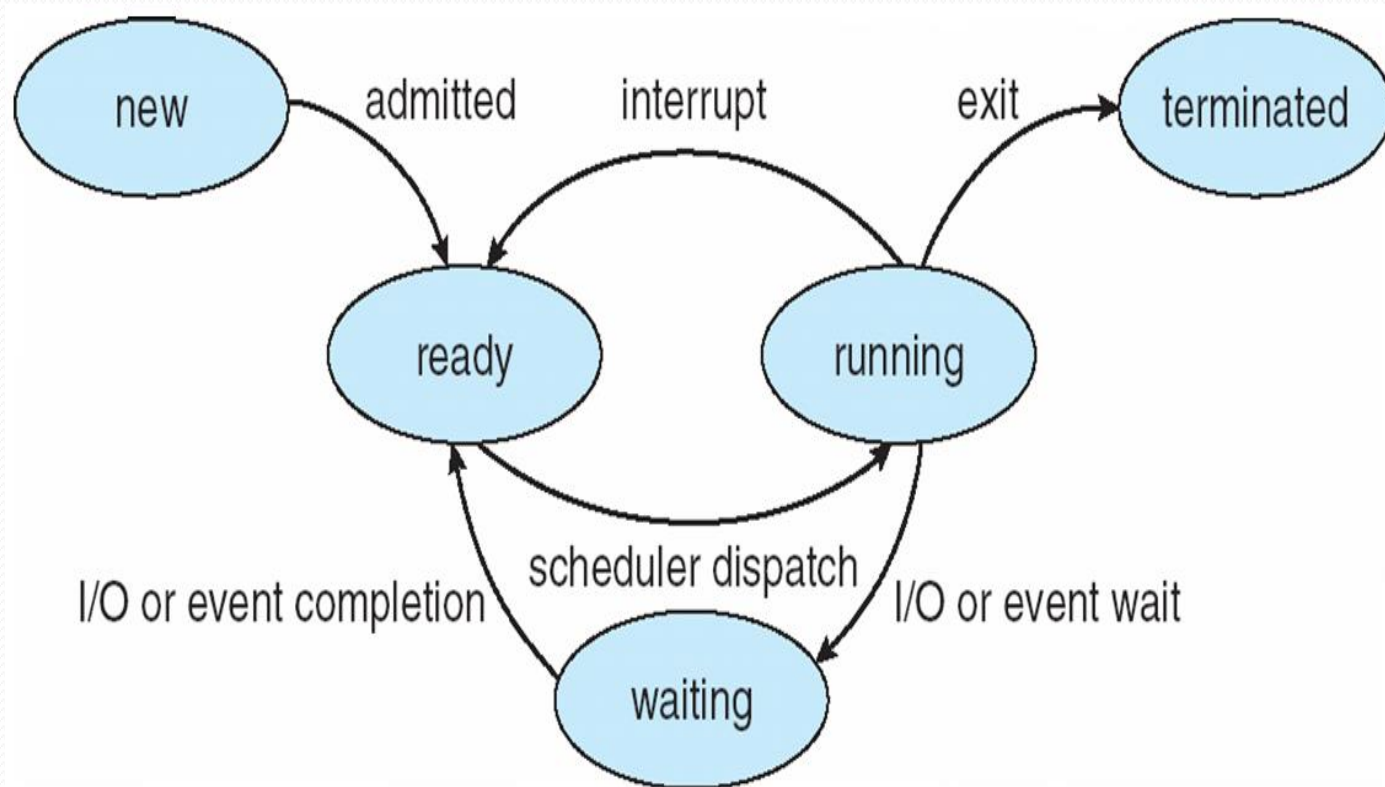 new
admitted
interrupt
exit
terminated
ready
running
scheduler dispatch
I/O or event completion
I/O or event wait
waiting